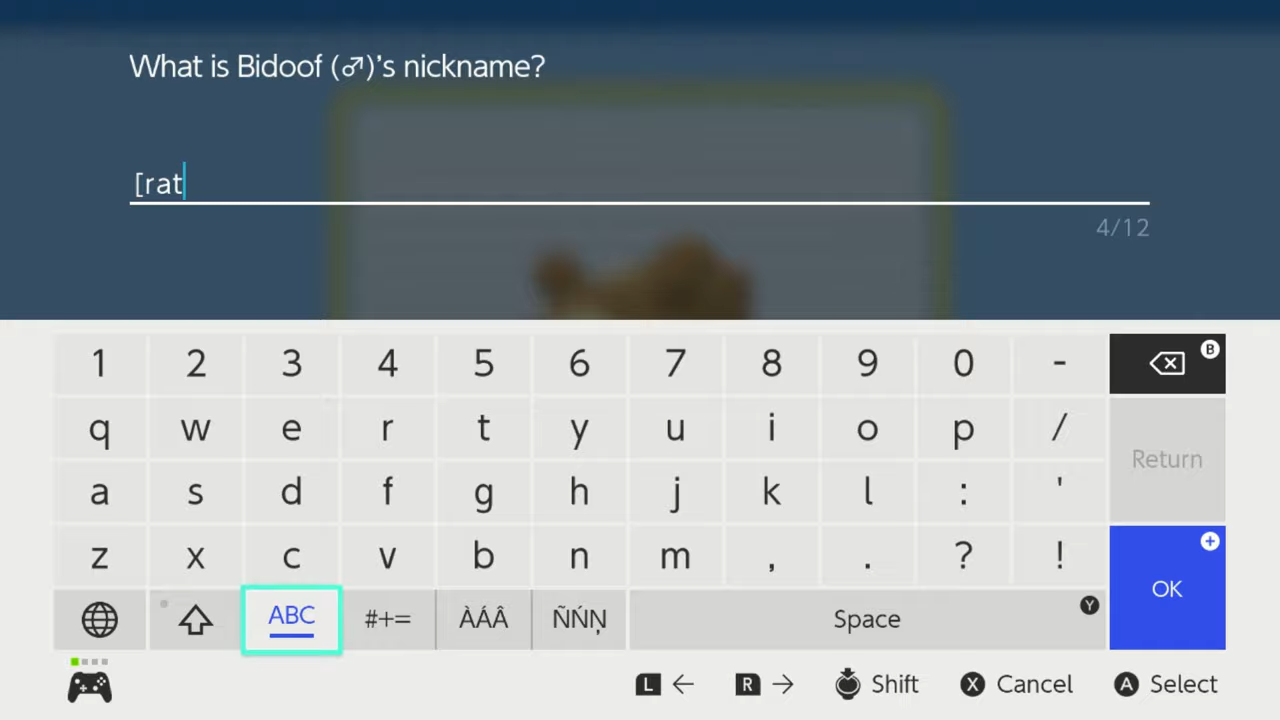 What is Bidoof (♂)'s nickname?
[rat
4/12
1 2 3 4 5 6 7 8 9 0 - B
q w e r t y u i o p /
Return
a s d f g h j k l : '
z x c v b n m , . ? ! +
OK
ABC #+= ÀÁÂ ÑŃŅ Space Y
L ← R → Shift X Cancel A Select